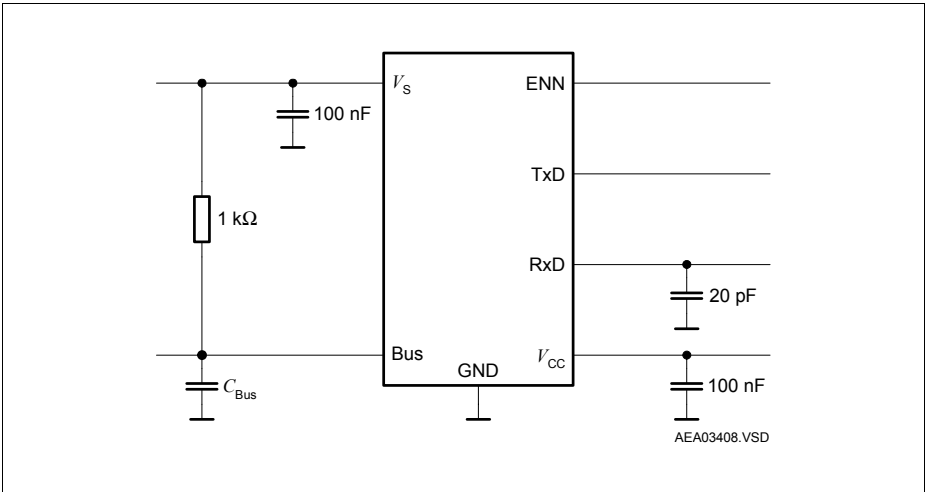 V_S
ENN
100 nF
TxD
1 kΩ
RxD
20 pF
Bus
V_CC
GND
C_Bus
100 nF
AEA03408.VSD